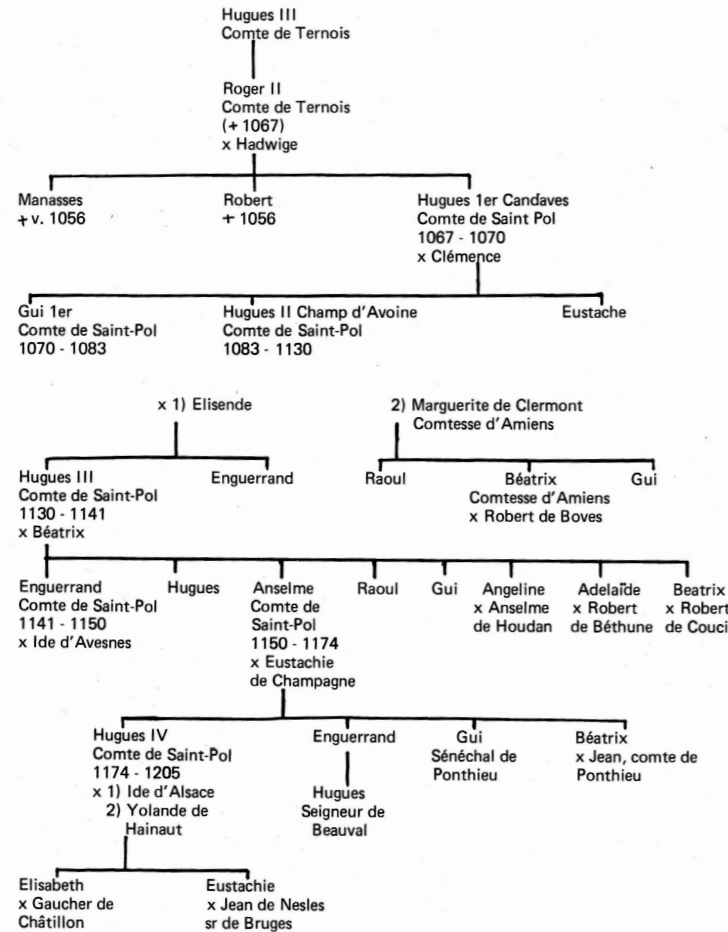 Hugues III
Comte de Ternois
Roger II
Comte de Ternois
(+ 1067)
x Hadwige
Manasses
+ v. 1056
Robert
+ 1056
Hugues 1er Candaves
Comte de Saint Pol
1067 - 1070
x Clémence
Gui 1er
Comte de Saint-Pol
1070 - 1083
Hugues II Champ d'Avoine
Comte de Saint-Pol
1083 - 1130
Eustache
x 1) Elisende
2) Marguerite de Clermont
Comtesse d'Amiens
Hugues III
Comte de Saint-Pol
1130 - 1141
x Béatrix
Enguerrand
Raoul
Béatrix
Comtesse d'Amiens
x Robert de Boves
Gui
Enguerrand
Comte de Saint-Pol
1141 - 1150
x Ide d'Avesnes
Hugues
Anselme
Comte de
Saint-Pol
1150 - 1174
x Eustachie
de Champagne
Raoul
Gui
Angeline
x Anselme
de Houdan
Adelaïde
x Robert
de Béthune
Beatrix
x Robert
de Couci
Hugues IV
Comte de Saint-Pol
1174 - 1205
x 1) Ide d'Alsace
2) Yolande de
Hainaut
Enguerrand
Hugues
Seigneur de
Beauval
Gui
Sénéchal de
Ponthieu
Béatrix
x Jean, comte de
Ponthieu
Elisabeth
x Gaucher de
Châtillon
Eustachie
x Jean de Nesles
sr de Bruges